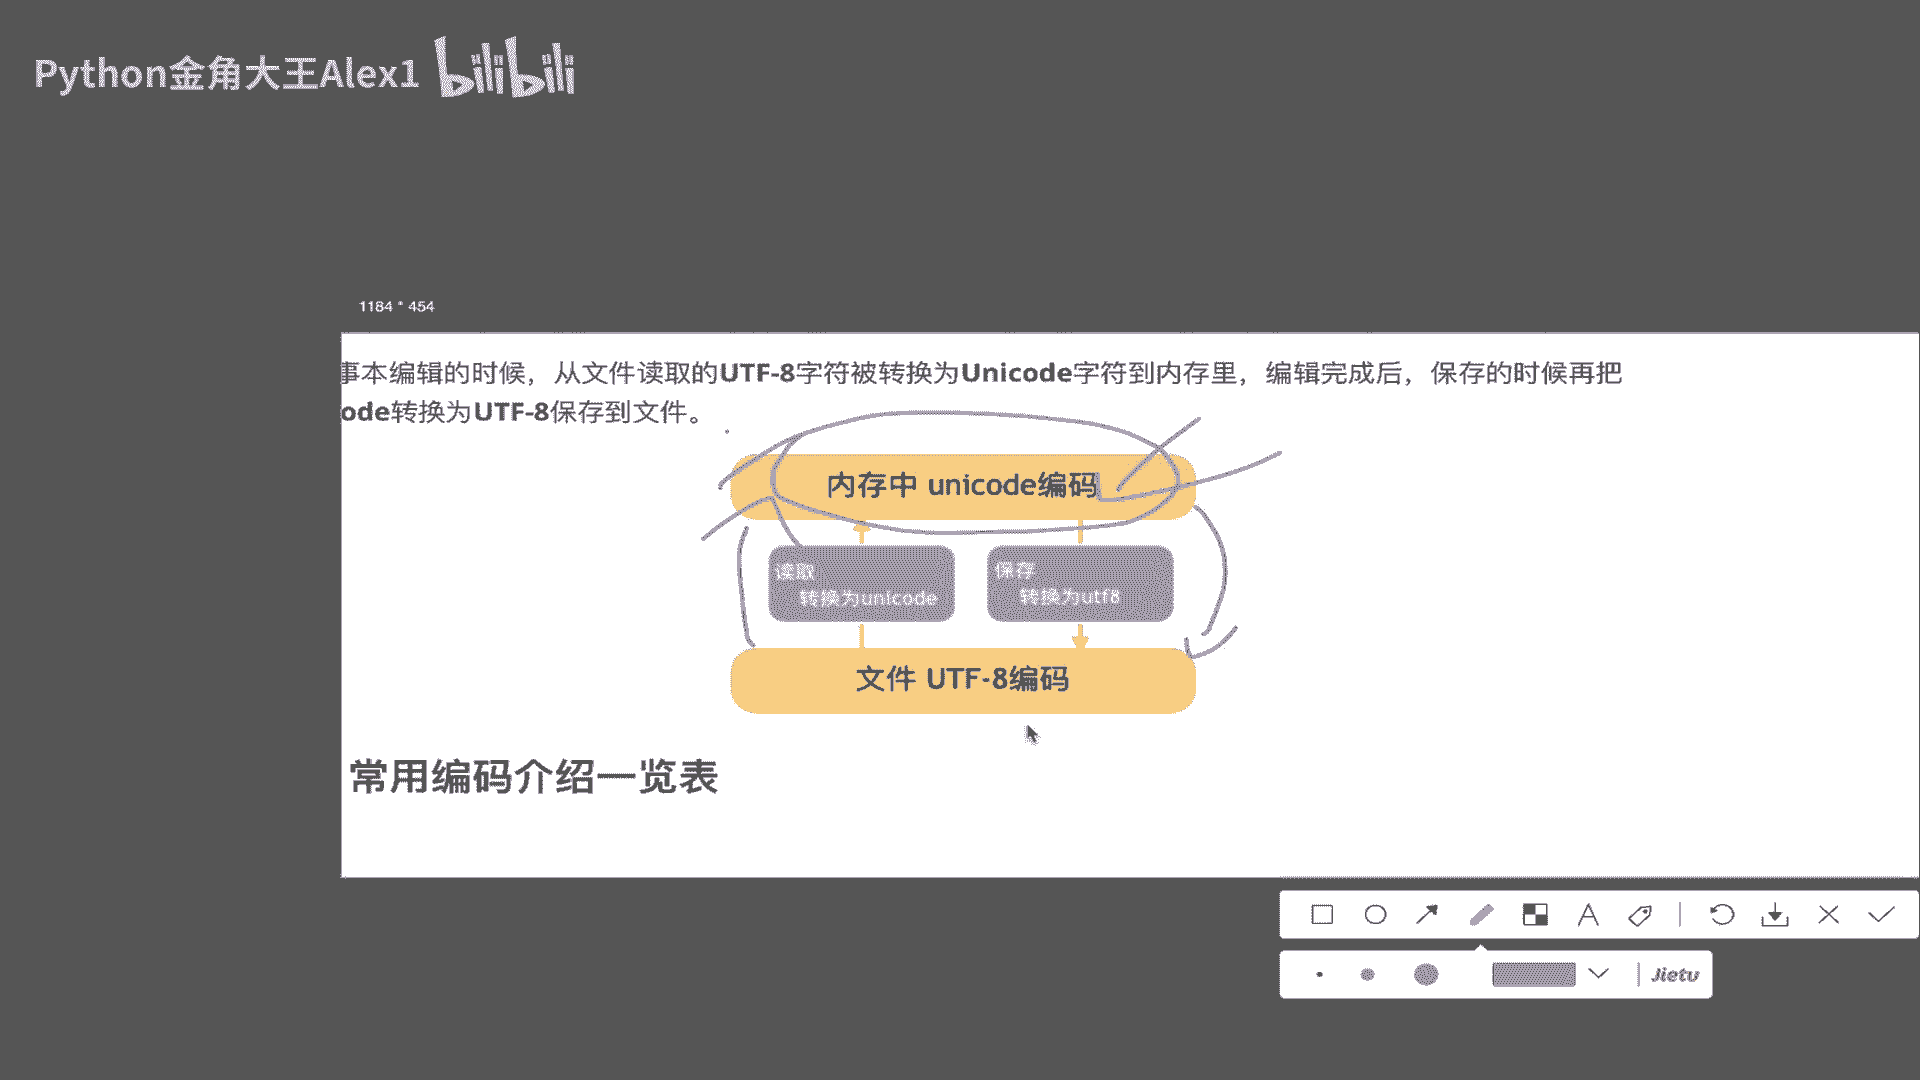 Python金角大王Alex1 bilibili
1184 * 454
事本编辑的时候，从文件读取的UTF-8字符被转换为Unicode字符到内存里，编辑完成后，保存的时候再把
ode转换为UTF-8保存到文件。
内存中 unicode编码
读取
转换为unicode
保存
转换为utf8
文件 UTF-8编码
常用编码介绍一览表
Jietu